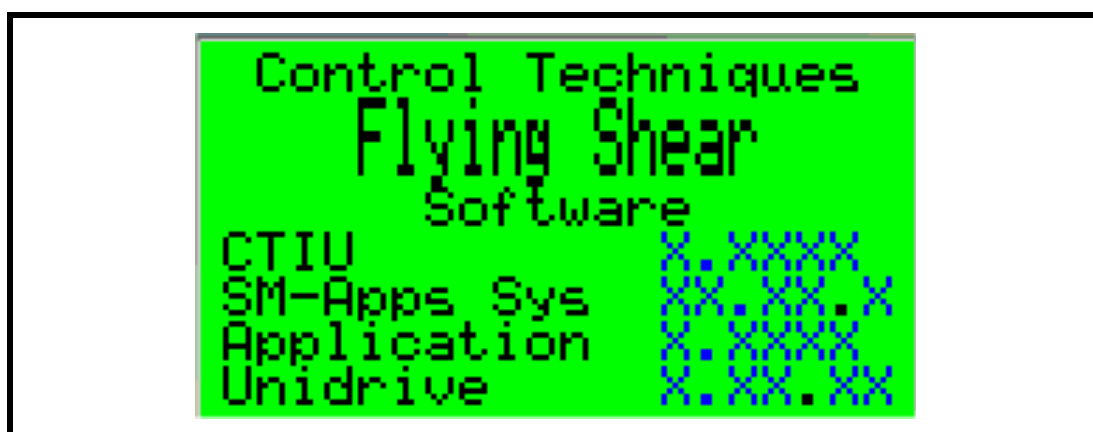 Control Techniques
Flying Shear
Software
CTIU X.XXXX
SM-Apps Sys XX.XX.X
Application X.XXXX
Unidrive X.XX.XX